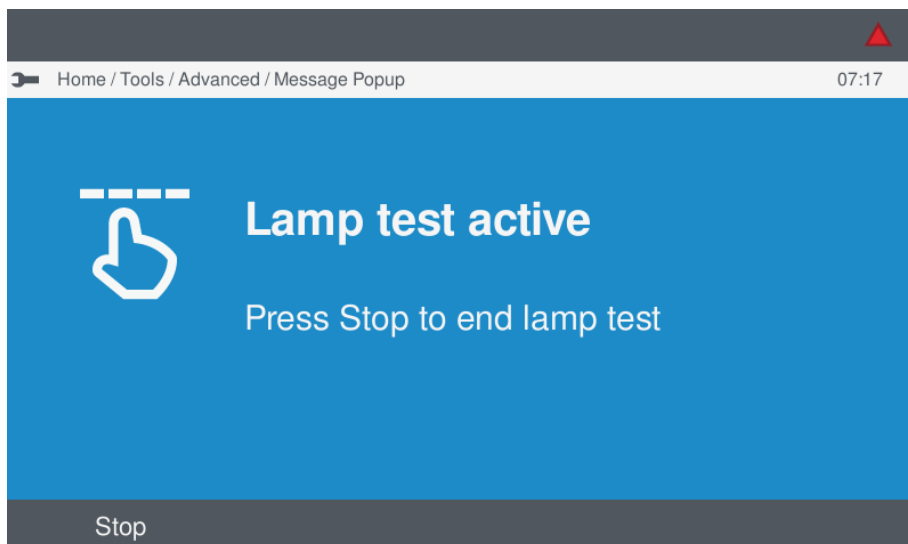 Home / Tools / Advanced / Message Popup 07:17
Lamp test active
Press Stop to end lamp test
Stop